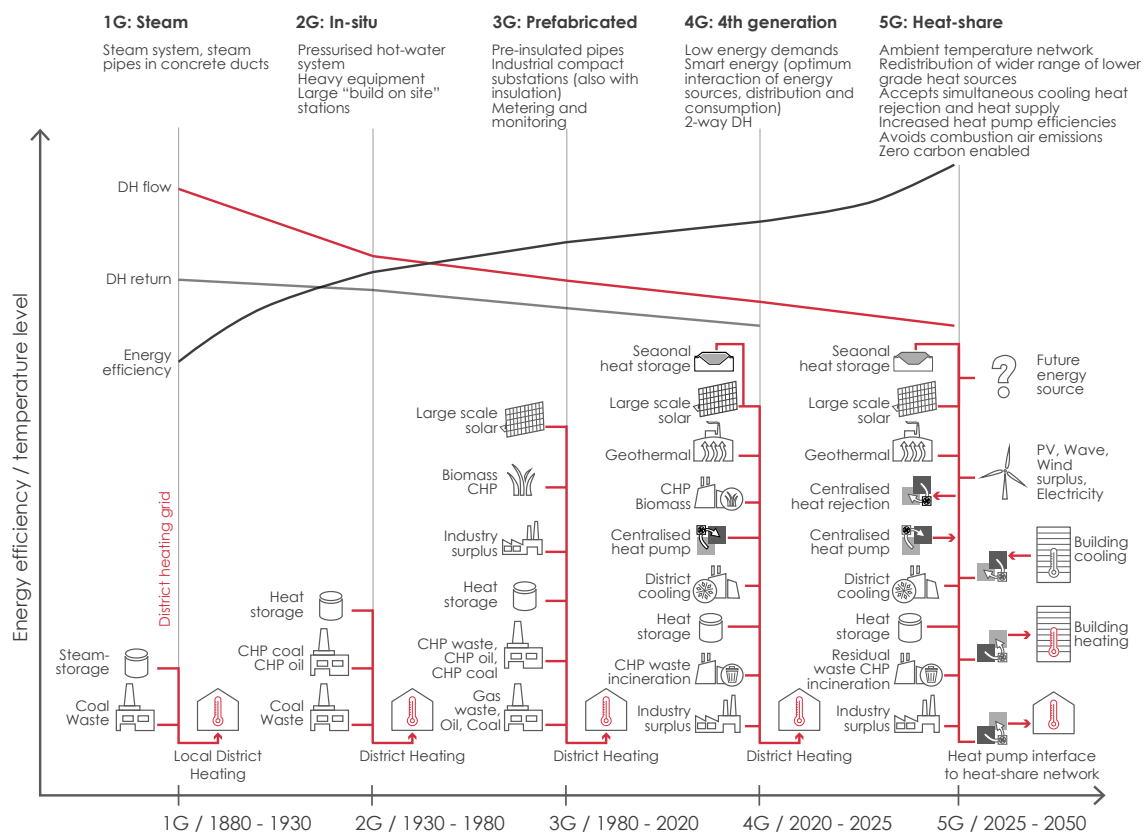 1G: Steam
Steam system, steam
pipes in concrete ducts
2G: In-situ
Pressurised hot-water
system
Heavy equipment
Large “build on site”
stations
3G: Prefabricated
Pre-insulated pipes
Industrial compact
substations (also with
insulation)
Metering and
monitoring
4G: 4th generation
Low energy demands
Smart energy (optimum
interaction of energy
sources, distribution and
consumption)
2-way DH
5G: Heat-share
Ambient temperature network
Redistribution of wider range of lower
grade heat sources
Accepts simultaneous cooling heat
rejection and heat supply
Increased heat pump efficiencies
Avoids combustion air emissions
Zero carbon enabled
Energy efficiency / temperature level
DH flow
DH return
Energy
efficiency
District heating grid
Steam-
storage
Coal
Waste
Local District
Heating
Heat
storage
CHP coal
CHP oil
Coal
Waste
District Heating
Large scale
solar
Biomass
CHP
Industry
surplus
Heat
storage
CHP waste,
CHP oil,
CHP coal
Gas
waste,
Oil, Coal
District Heating
Seaonal
heat storage
Large scale
solar
Geothermal
CHP
Biomass
Centralised
heat pump
District
cooling
Heat
storage
CHP waste
incineration
Industry
surplus
District Heating
Seaonal
heat storage
Large scale
solar
Geothermal
Centralised
heat rejection
Centralised
heat pump
District
cooling
Heat
storage
Residual
waste CHP
incineration
Industry
surplus
?
Future
energy
source
PV, Wave,
Wind
surplus,
Electricity
Building
cooling
Building
heating
Heat pump interface
to heat-share network
1G / 1880 - 1930
2G / 1930 - 1980
3G / 1980 - 2020
4G / 2020 - 2025
5G / 2025 - 2050